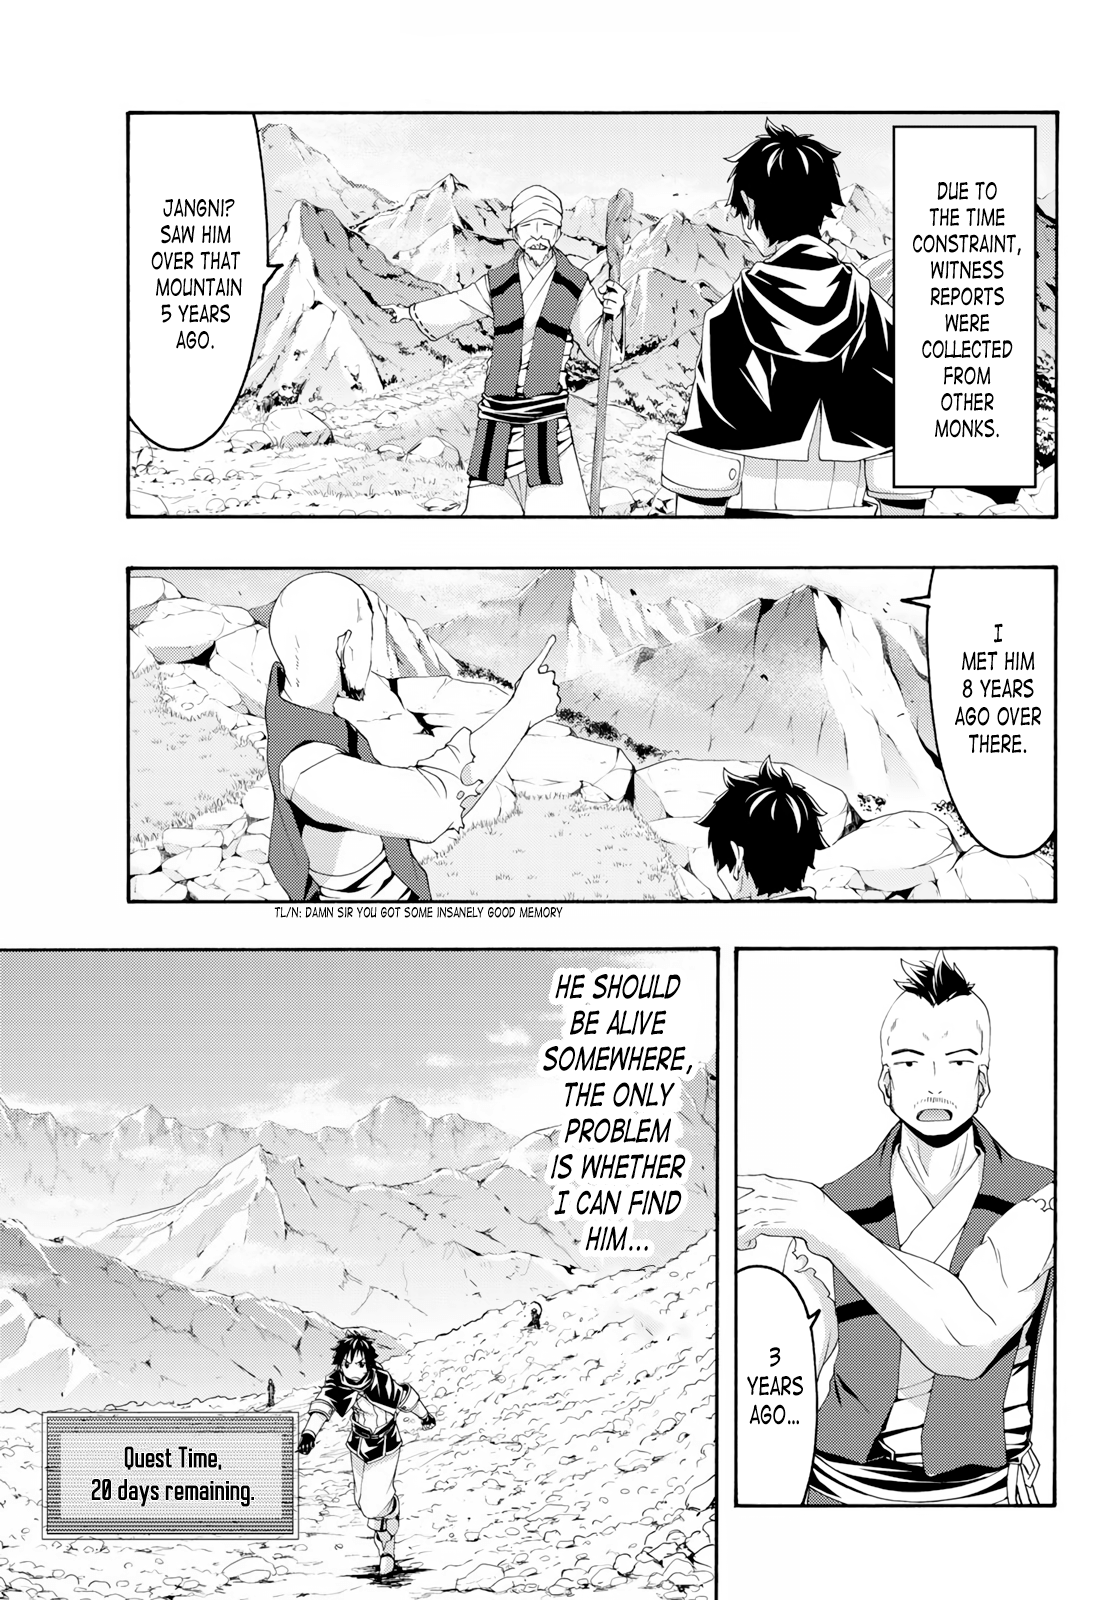 DUE TO
THE TIME
CONSTRAINT,
WITNESS
REPORTS
WERE
COLLECTED
FROM
OTHER
MONKS.
JANGNI?
SAW HIM
OVER THAT
MOUNTAIN
5 YEARS
AGO.
I
MET HIM
8 YEARS
AGO OVER
THERE.
TL/N: DAMN SIR YOU GOT SOME INSANELY GOOD MEMORY
3
YEARS
AGO...
HE SHOULD
BE ALIVE
SOMEWHERE,
THE ONLY
PROBLEM
IS WHETHER
I CAN FIND
HIM...
Quest Time,
20 days remaining.